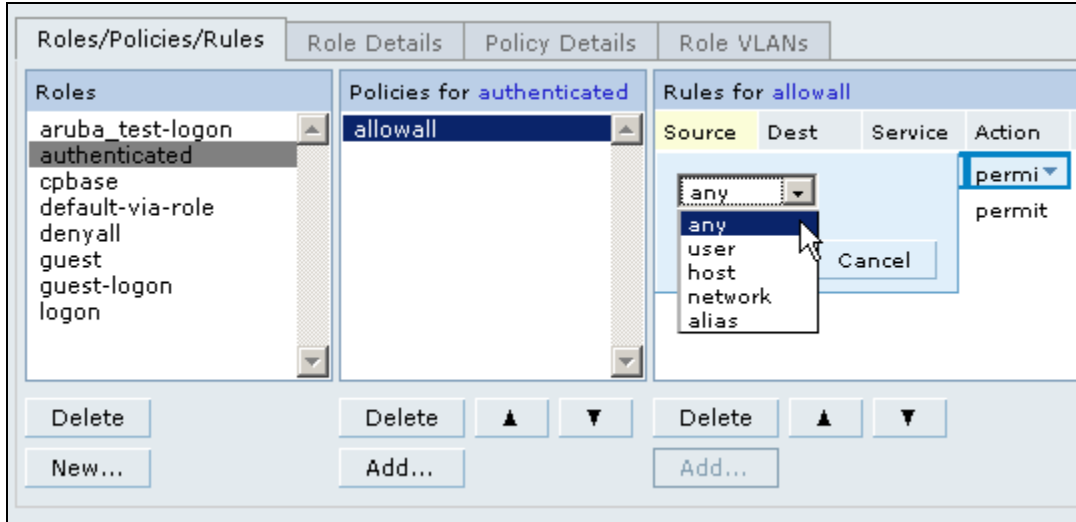 Roles/Policies/Rules Role Details Policy Details Role VLANs
Roles
aruba_test-logon
authenticated
cpbase
default-via-role
denyall
guest
guest-logon
logon
Delete
New...
Policies for authenticated
allowall
Delete ▲ ▼
Add...
Rules for allowall
Source Dest Service Action
any
permi
any
user
host
network
alias
permit
Cancel
Delete ▲ ▼
Add...